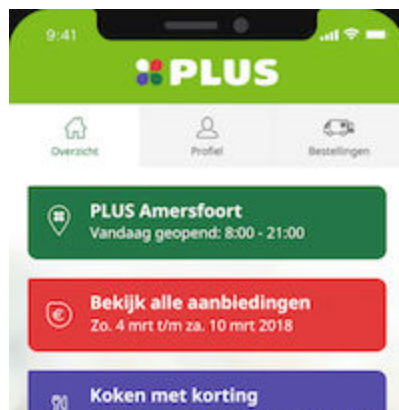 9:41
PLUS
Overzicht
Profiel
Bestellingen
PLUS Amersfoort
Vandaag geopend: 8:00 - 21:00
Bekijk alle aanbiedingen
Zo. 4 mrt t/m za. 10 mrt 2018
Koken met korting